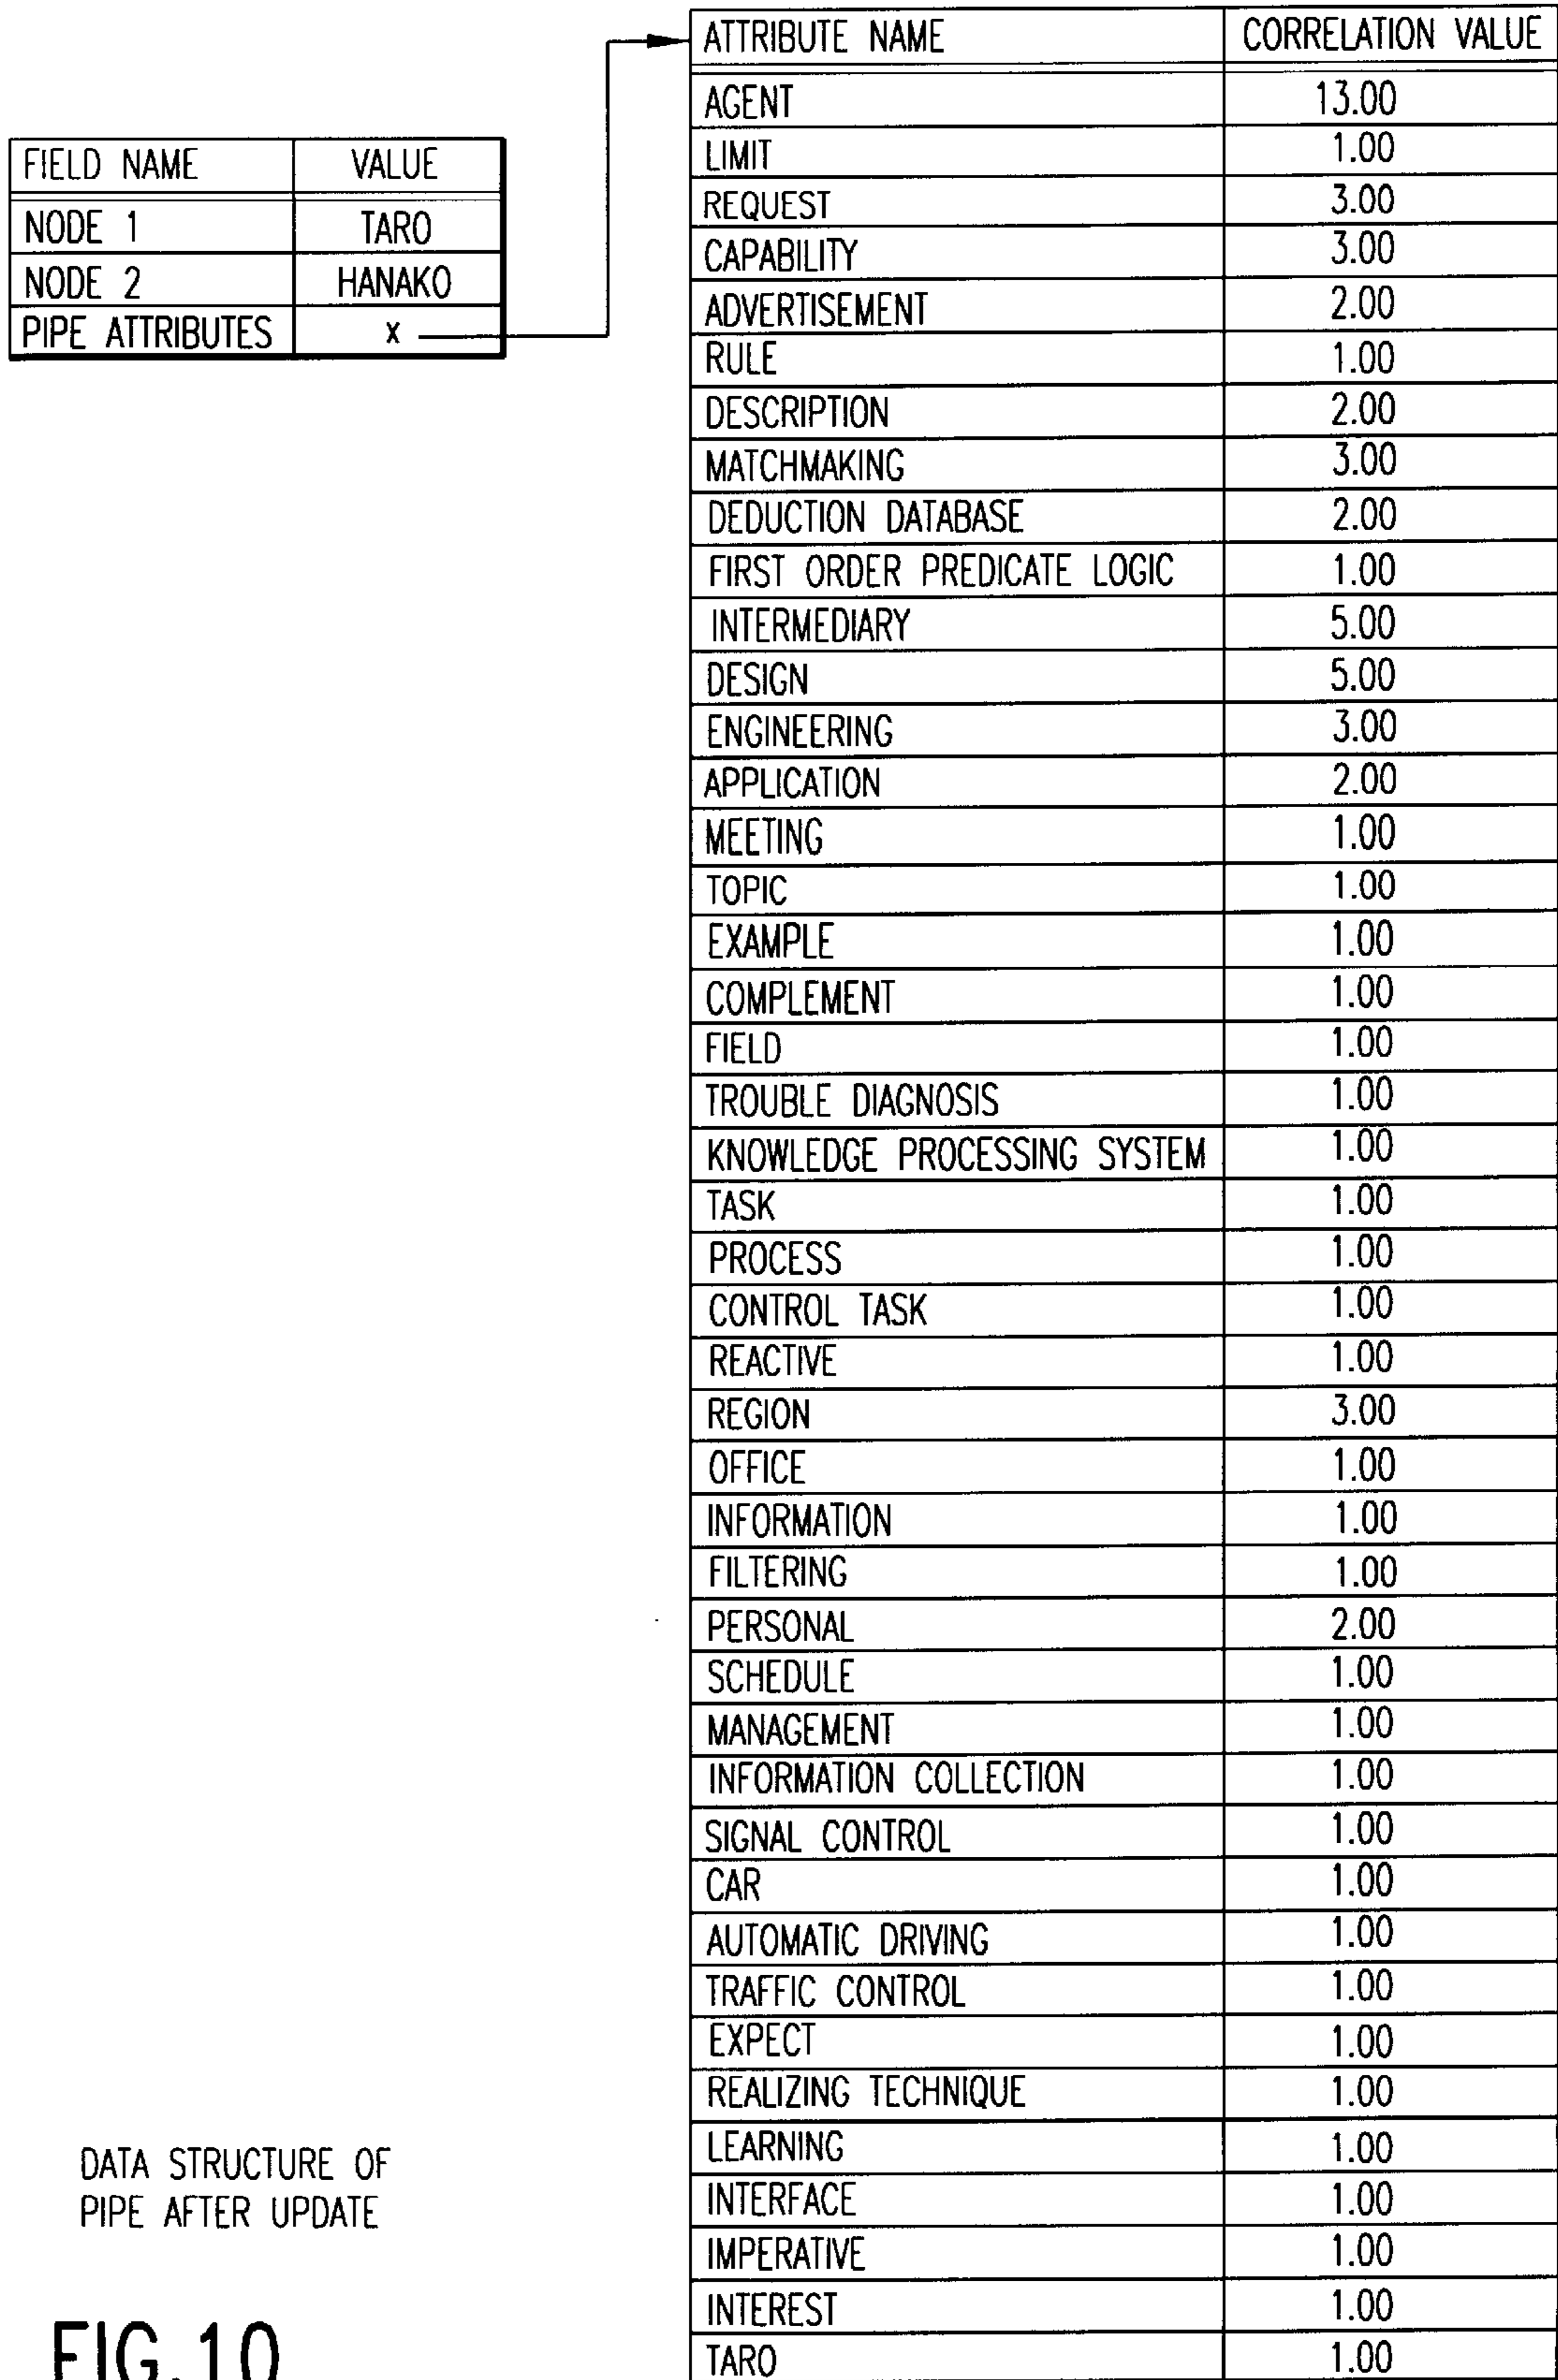 FIELD NAME VALUE
NODE 1 TARO
NODE 2 HANAKO
PIPE ATTRIBUTES x
ATTRIBUTE NAME CORRELATION VALUE
AGENT 13.00
LIMIT 1.00
REQUEST 3.00
CAPABILITY 3.00
ADVERTISEMENT 2.00
RULE 1.00
DESCRIPTION 2.00
MATCHMAKING 3.00
DEDUCTION DATABASE 2.00
FIRST ORDER PREDICATE LOGIC 1.00
INTERMEDIARY 5.00
DESIGN 5.00
ENGINEERING 3.00
APPLICATION 2.00
MEETING 1.00
TOPIC 1.00
EXAMPLE 1.00
COMPLEMENT 1.00
FIELD 1.00
TROUBLE DIAGNOSIS 1.00
KNOWLEDGE PROCESSING SYSTEM 1.00
TASK 1.00
PROCESS 1.00
CONTROL TASK 1.00
REACTIVE 1.00
REGION 3.00
OFFICE 1.00
INFORMATION 1.00
FILTERING 1.00
PERSONAL 2.00
SCHEDULE 1.00
MANAGEMENT 1.00
INFORMATION COLLECTION 1.00
SIGNAL CONTROL 1.00
CAR 1.00
AUTOMATIC DRIVING 1.00
TRAFFIC CONTROL 1.00
EXPECT 1.00
REALIZING TECHNIQUE 1.00
LEARNING 1.00
INTERFACE 1.00
IMPERATIVE 1.00
INTEREST 1.00
TARO 1.00
DATA STRUCTURE OF
PIPE AFTER UPDATE
FIG.10